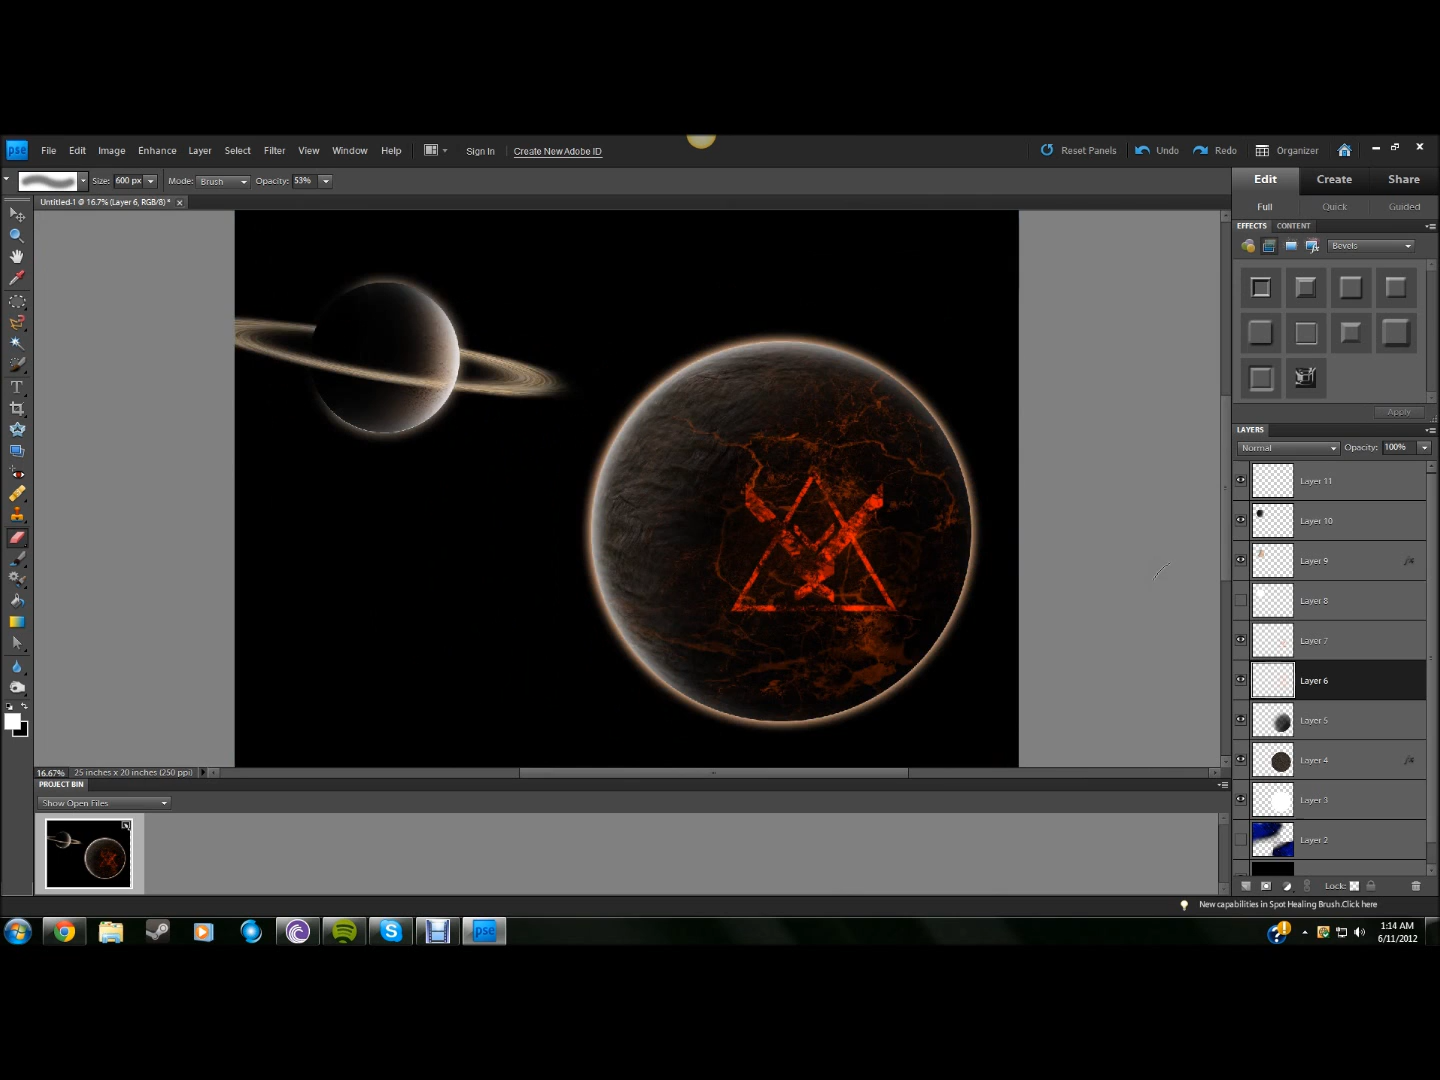 pse File Edit Image Enhance Layer Select Filter View Window Help Sign In Create New Adobe ID Reset Panels Undo Redo Organizer
Size: 600 px Mode: Brush Opacity: 53%
Edit Create Share
Untitled-1 @ 16.7% (Layer 6, RGB/8) * x
Full Quick Guided
EFFECTS CONTENT
Bevels
Apply
LAYERS
Normal Opacity: 100%
Layer 11
Layer 10
Layer 9
Layer 8
Layer 7
Layer 6
Layer 5
Layer 4
Layer 3
Layer 2
Lock:
16.67% 25 inches x 20 inches (250 ppi)
PROJECT BIN
Show Open Files
New capabilities in Spot Healing Brush.Click here
pse
1:14 AM
6/11/2012